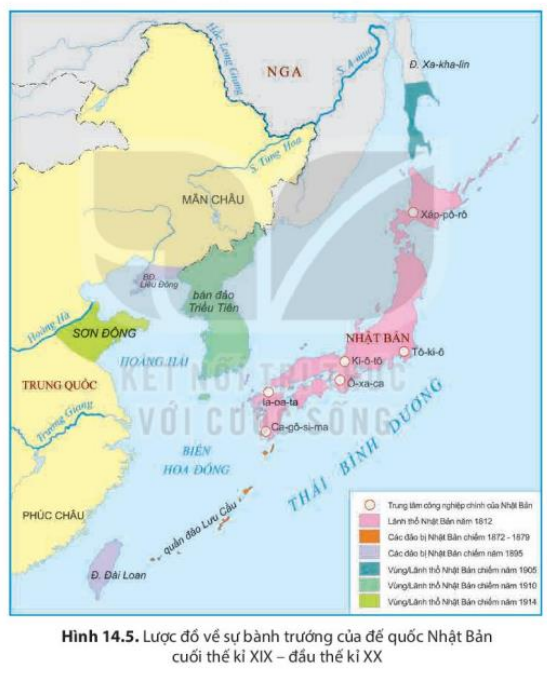 Hắc Long Giang
NGA
S. A-mua
Đ. Xa-kha-lin
S. Tung Hoa
MÃN CHÂU
Xáp-pô-rô
BĐ.
Liêu Đông
bán đảo
Triều Tiên
Hoàng Hà
SƠN ĐÔNG
HOÀNG HẢI
NHẬT BẢN
Tô-ki-ô
Ki-ô-tô
Ô-xa-ca
KẾT NỐI TRI THỨC
VỚI CUỘC SỐNG
TRUNG QUỐC
Ia-oa-ta
Ca-gô-si-ma
Trường Giang
BIỂN
HOA ĐÔNG
THÁI BÌNH DƯƠNG
PHÚC CHÂU
quần đảo Lưu Cầu
Đ. Đài Loan
Trung tâm công nghiệp chính của Nhật Bản
Lãnh thổ Nhật Bản năm 1812
Các đảo bị Nhật Bản chiếm 1872 - 1879
Các đảo bị Nhật Bản chiếm năm 1895
Vùng/Lãnh thổ Nhật Bản chiếm năm 1905
Vùng/Lãnh thổ Nhật Bản chiếm năm 1910
Vùng/Lãnh thổ Nhật Bản chiếm năm 1914
Hình 14.5. Lược đồ về sự bành trướng của đế quốc Nhật Bản
cuối thế kỉ XIX – đầu thế kỉ XX